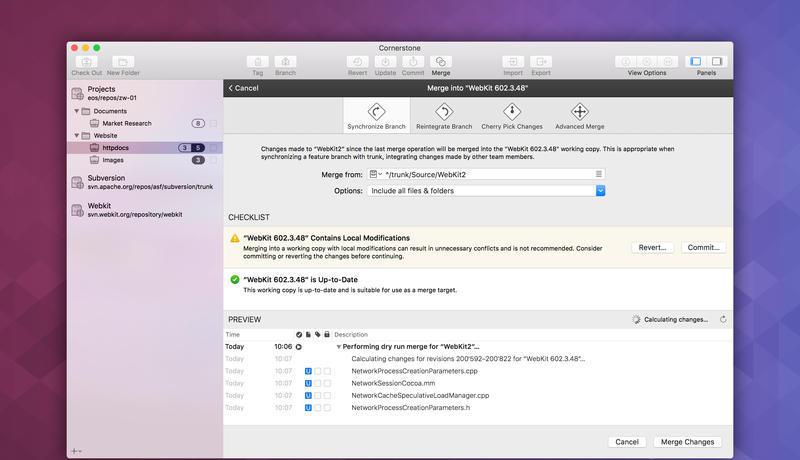 Cornerstone
Check Out
New Folder
Tag
Branch
Revert
Update
Commit
Merge
Import
Export
View Options
Panels
Projects
eos/repos/zw-01
Documents
Market Research
8
Website
httpdocs
3
5
Images
3
Subversion
svn.apache.org/repos/asf/subversion/trunk
Webkit
svn.webkit.org/repository/webkit
Cancel
Merge into "WebKit 602.3.48"
Synchronize Branch
Reintegrate Branch
Cherry Pick Changes
Advanced Merge
Changes made to "WebKit2" since the last merge operation will be merged into the "WebKit 602.3.48" working copy. This is appropriate when
synchronizing a feature branch with trunk, integrating changes made by other team members.
Merge from: ^/trunk/Source/WebKit2
Options: Include all files & folders
CHECKLIST
"WebKit 602.3.48" Contains Local Modifications
Merging into a working copy with local modifications can result in unnecessary conflicts and is not recommended. Consider
committing or reverting the changes before continuing.
Revert...
Commit...
"WebKit 602.3.48" is Up-to-Date
This working copy is up-to-date and is suitable for use as a merge target.
PREVIEW
Calculating changes...
Time Description
Today 10:06 Performing dry run merge for "WebKit2"...
Today 10:07 Calculating changes for revisions 200'592–200'822 for "WebKit 602.3.48"...
Today 10:07 U NetworkProcessCreationParameters.cpp
Today 10:07 U NetworkSessionCocoa.mm
Today 10:07 U NetworkCacheSpeculativeLoadManager.cpp
Today 10:07 U NetworkProcessCreationParameters.h
Cancel
Merge Changes